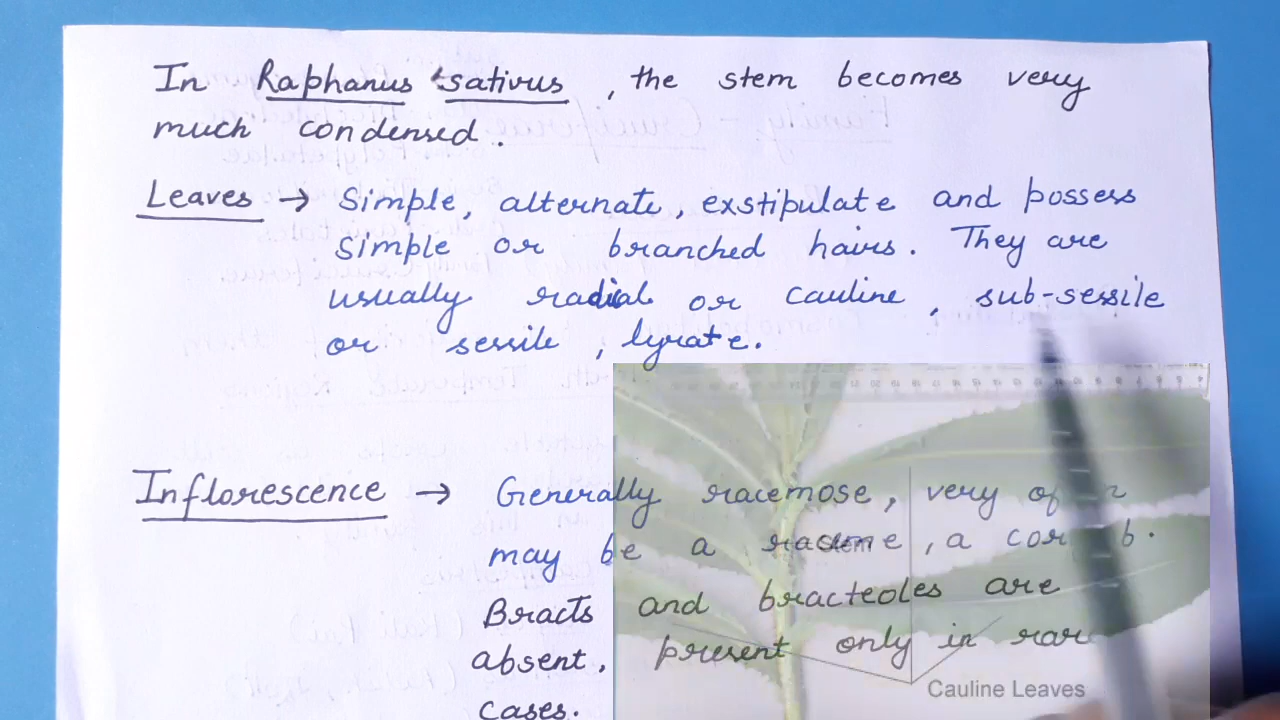 In Raphanus sativus, the stem becomes very
much condensed.
Leaves → Simple, alternate, exstipulate and possess
simple or branched hairs. They are
usually radial or cauline, sub-sessile
or sessile, lyrate.
Inflorescence → Generally racemose, very
may be a raceme, a
Bracts and bracteoles are
absent, present only in
cases.
Stem
Cauline Leaves